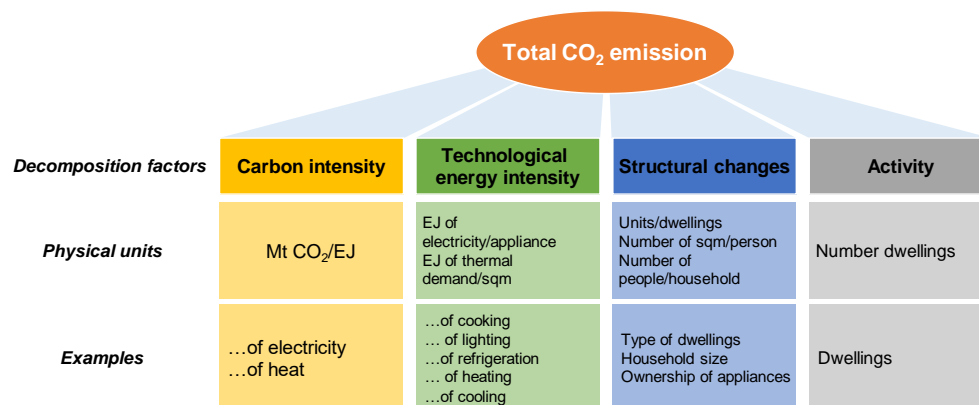 Total CO₂ emission
Decomposition factors
Carbon intensity
Technological
energy intensity
Structural changes
Activity
Physical units
Mt CO₂/EJ
EJ of
electricity/appliance
EJ of thermal
demand/sqm
Units/dwellings
Number of sqm/person
Number of
people/household
Number dwellings
Examples
…of electricity
…of heat
…of cooking
… of lighting
…of refrigeration
… of heating
…of cooling
Type of dwellings
Household size
Ownership of appliances
Dwellings